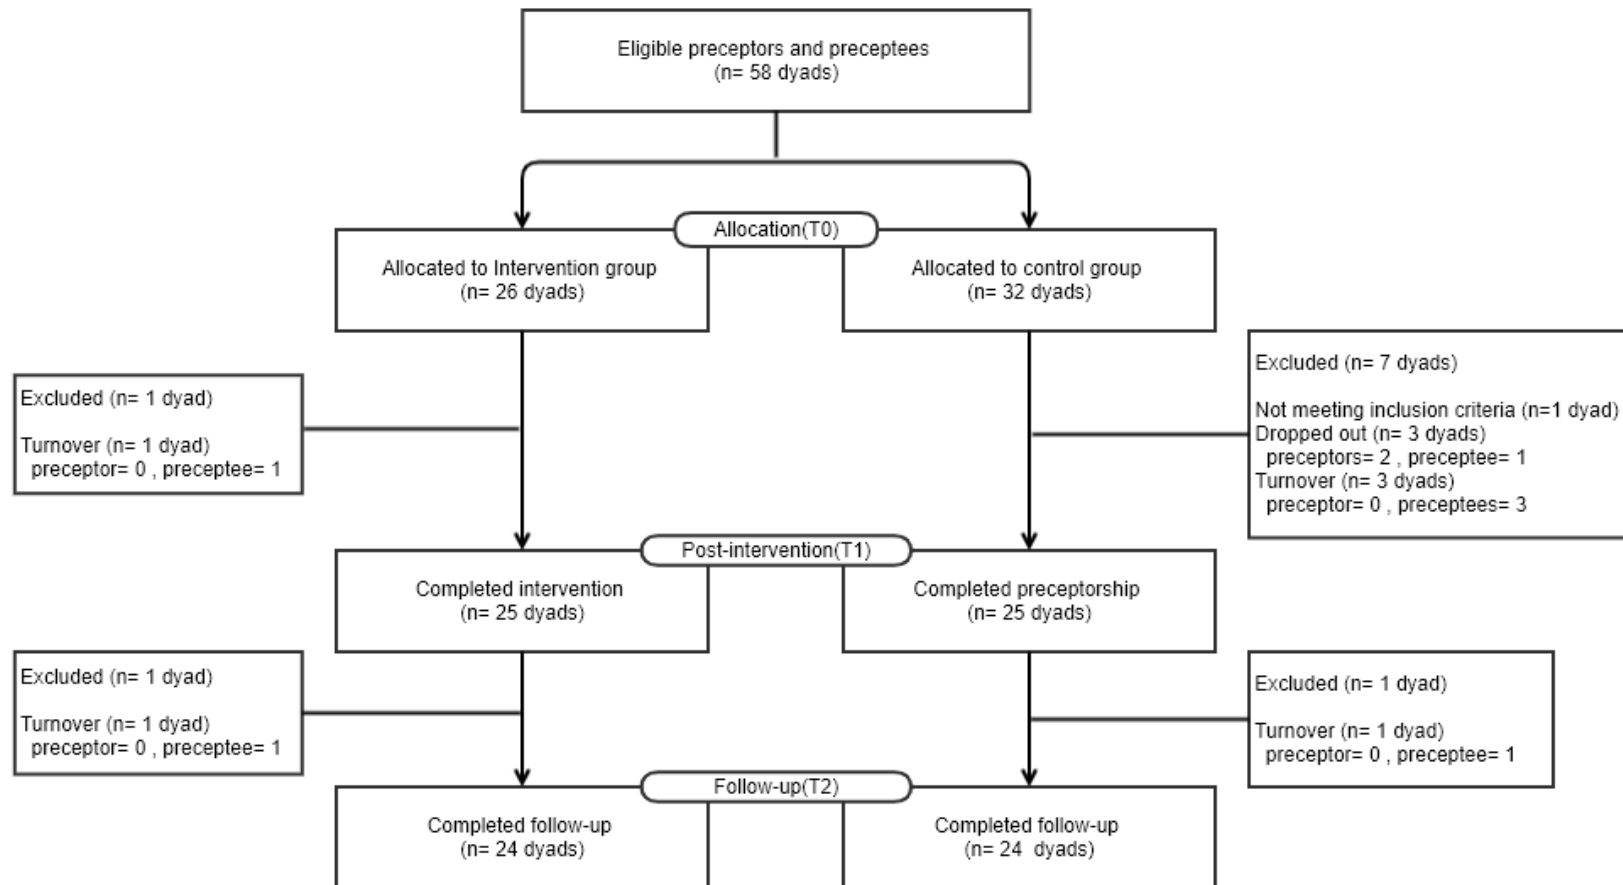 Eligible preceptors and preceptees
(n= 58 dyads)
Allocation(T0)
Allocated to Intervention group
(n= 26 dyads)
Allocated to control group
(n= 32 dyads)
Excluded (n= 1 dyad)
Turnover (n= 1 dyad)
preceptor= 0 , preceptee= 1
Excluded (n= 7 dyads)
Not meeting inclusion criteria (n=1 dyad)
Dropped out (n= 3 dyads)
preceptors= 2 , preceptee= 1
Turnover (n= 3 dyads)
preceptor= 0 , preceptees= 3
Post-intervention(T1)
Completed intervention
(n= 25 dyads)
Completed preceptorship
(n= 25 dyads)
Excluded (n= 1 dyad)
Turnover (n= 1 dyad)
preceptor= 0 , preceptee= 1
Excluded (n= 1 dyad)
Turnover (n= 1 dyad)
preceptor= 0 , preceptee= 1
Follow-up(T2)
Completed follow-up
(n= 24 dyads)
Completed follow-up
(n= 24  dyads)